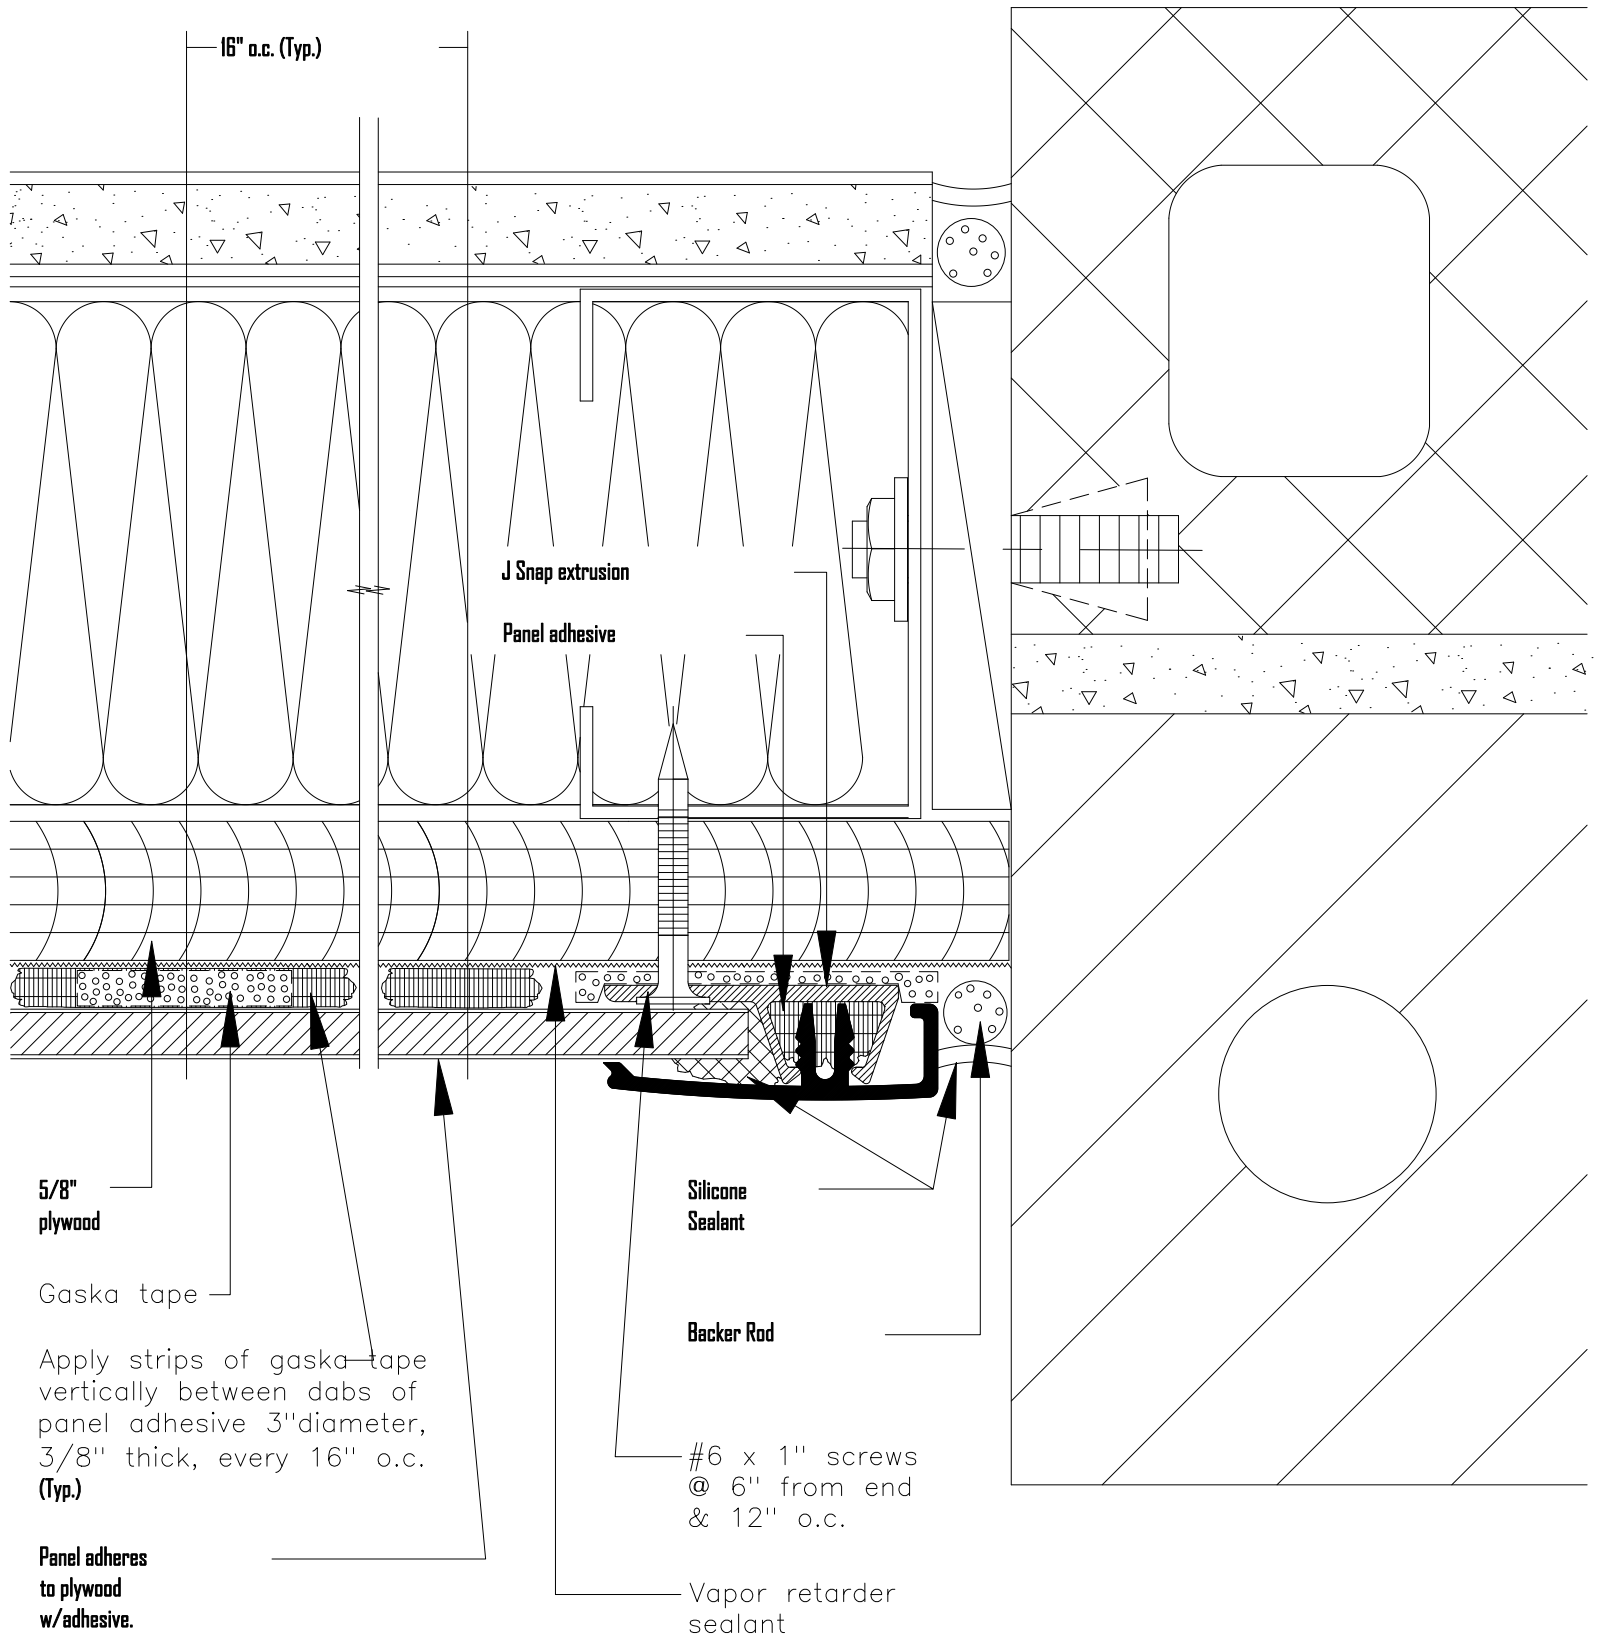 16" o.c. (Typ.)
J Snap extrusion
Panel adhesive
5/8"
plywood
Gaska tape
Apply strips of gaska tape
vertically between dabs of
panel adhesive 3"diameter,
3/8" thick, every 16" o.c.
(Typ.)
Panel adheres
to plywood
w/adhesive.
Silicone
Sealant
Backer Rod
#6 x 1" screws
@ 6" from end
& 12" o.c.
Vapor retarder
sealant